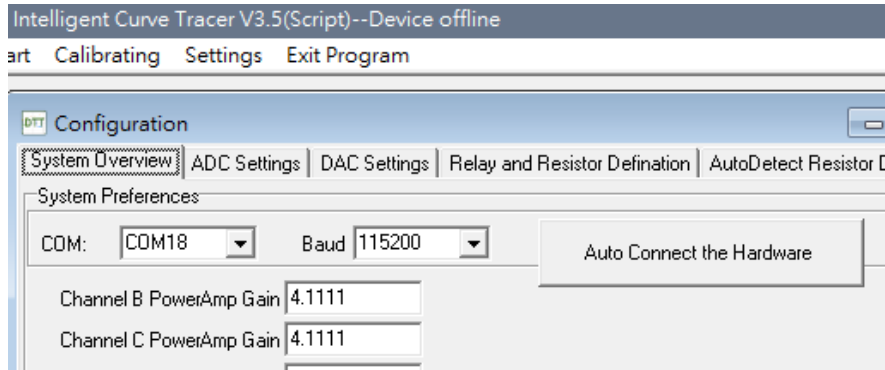 Intelligent Curve Tracer V3.5(Script)--Device offline
art Calibrating Settings Exit Program
DTT Configuration
System Overview ADC Settings DAC Settings Relay and Resistor Defination AutoDetect Resistor D
System Preferences
COM: COM18 Baud 115200 Auto Connect the Hardware
Channel B PowerAmp Gain 4.1111
Channel C PowerAmp Gain 4.1111